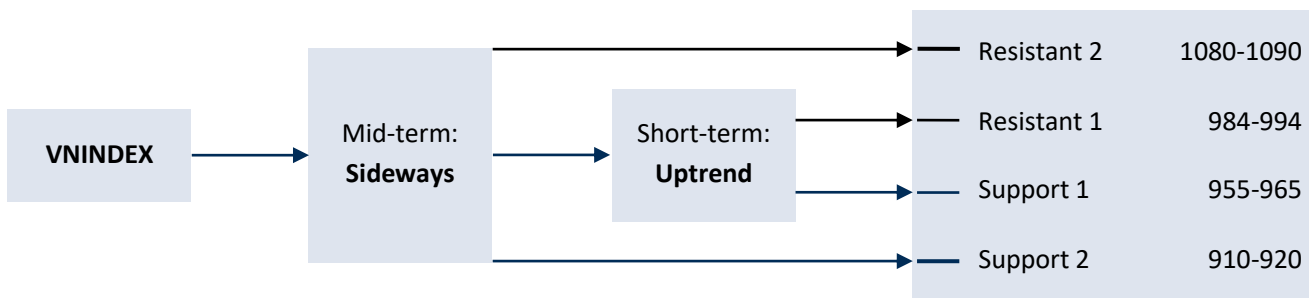 VNINDEX
Mid-term:
Sideways
Short-term:
Uptrend
Resistant 2 1080-1090
Resistant 1 984-994
Support 1 955-965
Support 2 910-920